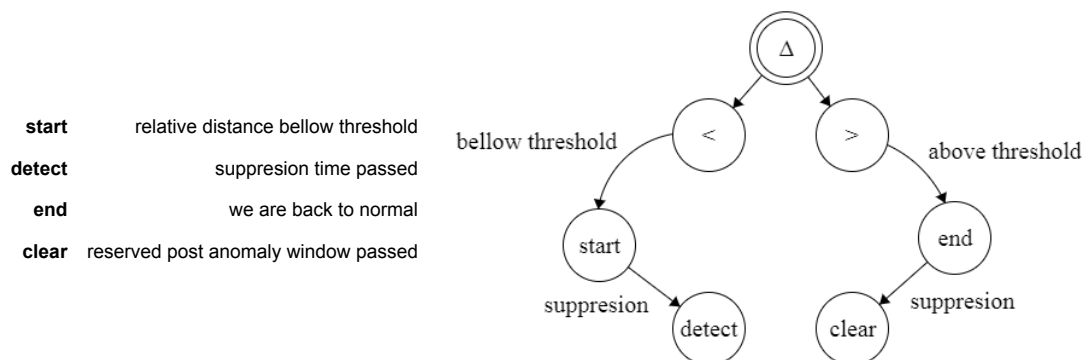 start relative distance bellow threshold
detect suppresion time passed
end we are back to normal
clear reserved post anomaly window passed
Δ
< >
bellow threshold
above threshold
start
end
suppresion
suppresion
detect
clear